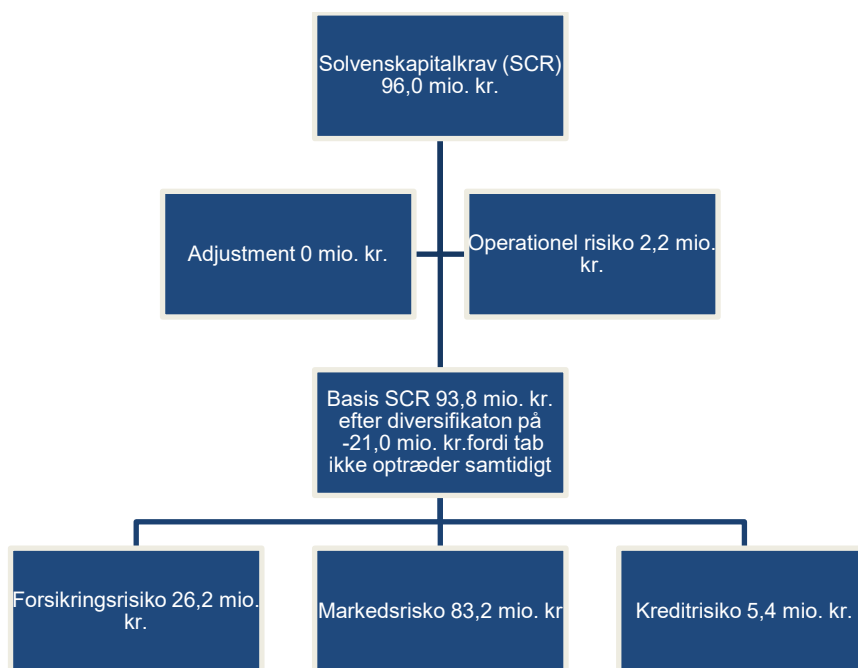 Solvenskapitalkrav (SCR)
96,0 mio. kr.
Adjustment 0 mio. kr.
Operationel risiko 2,2 mio.
kr.
Basis SCR 93,8 mio. kr.
efter diversifikaton på
-21,0 mio. kr.fordi tab
ikke optræder samtidigt
Forsikringsrisiko 26,2 mio.
kr.
Markedsrisko 83,2 mio. kr
Kreditrisiko 5,4 mio. kr.